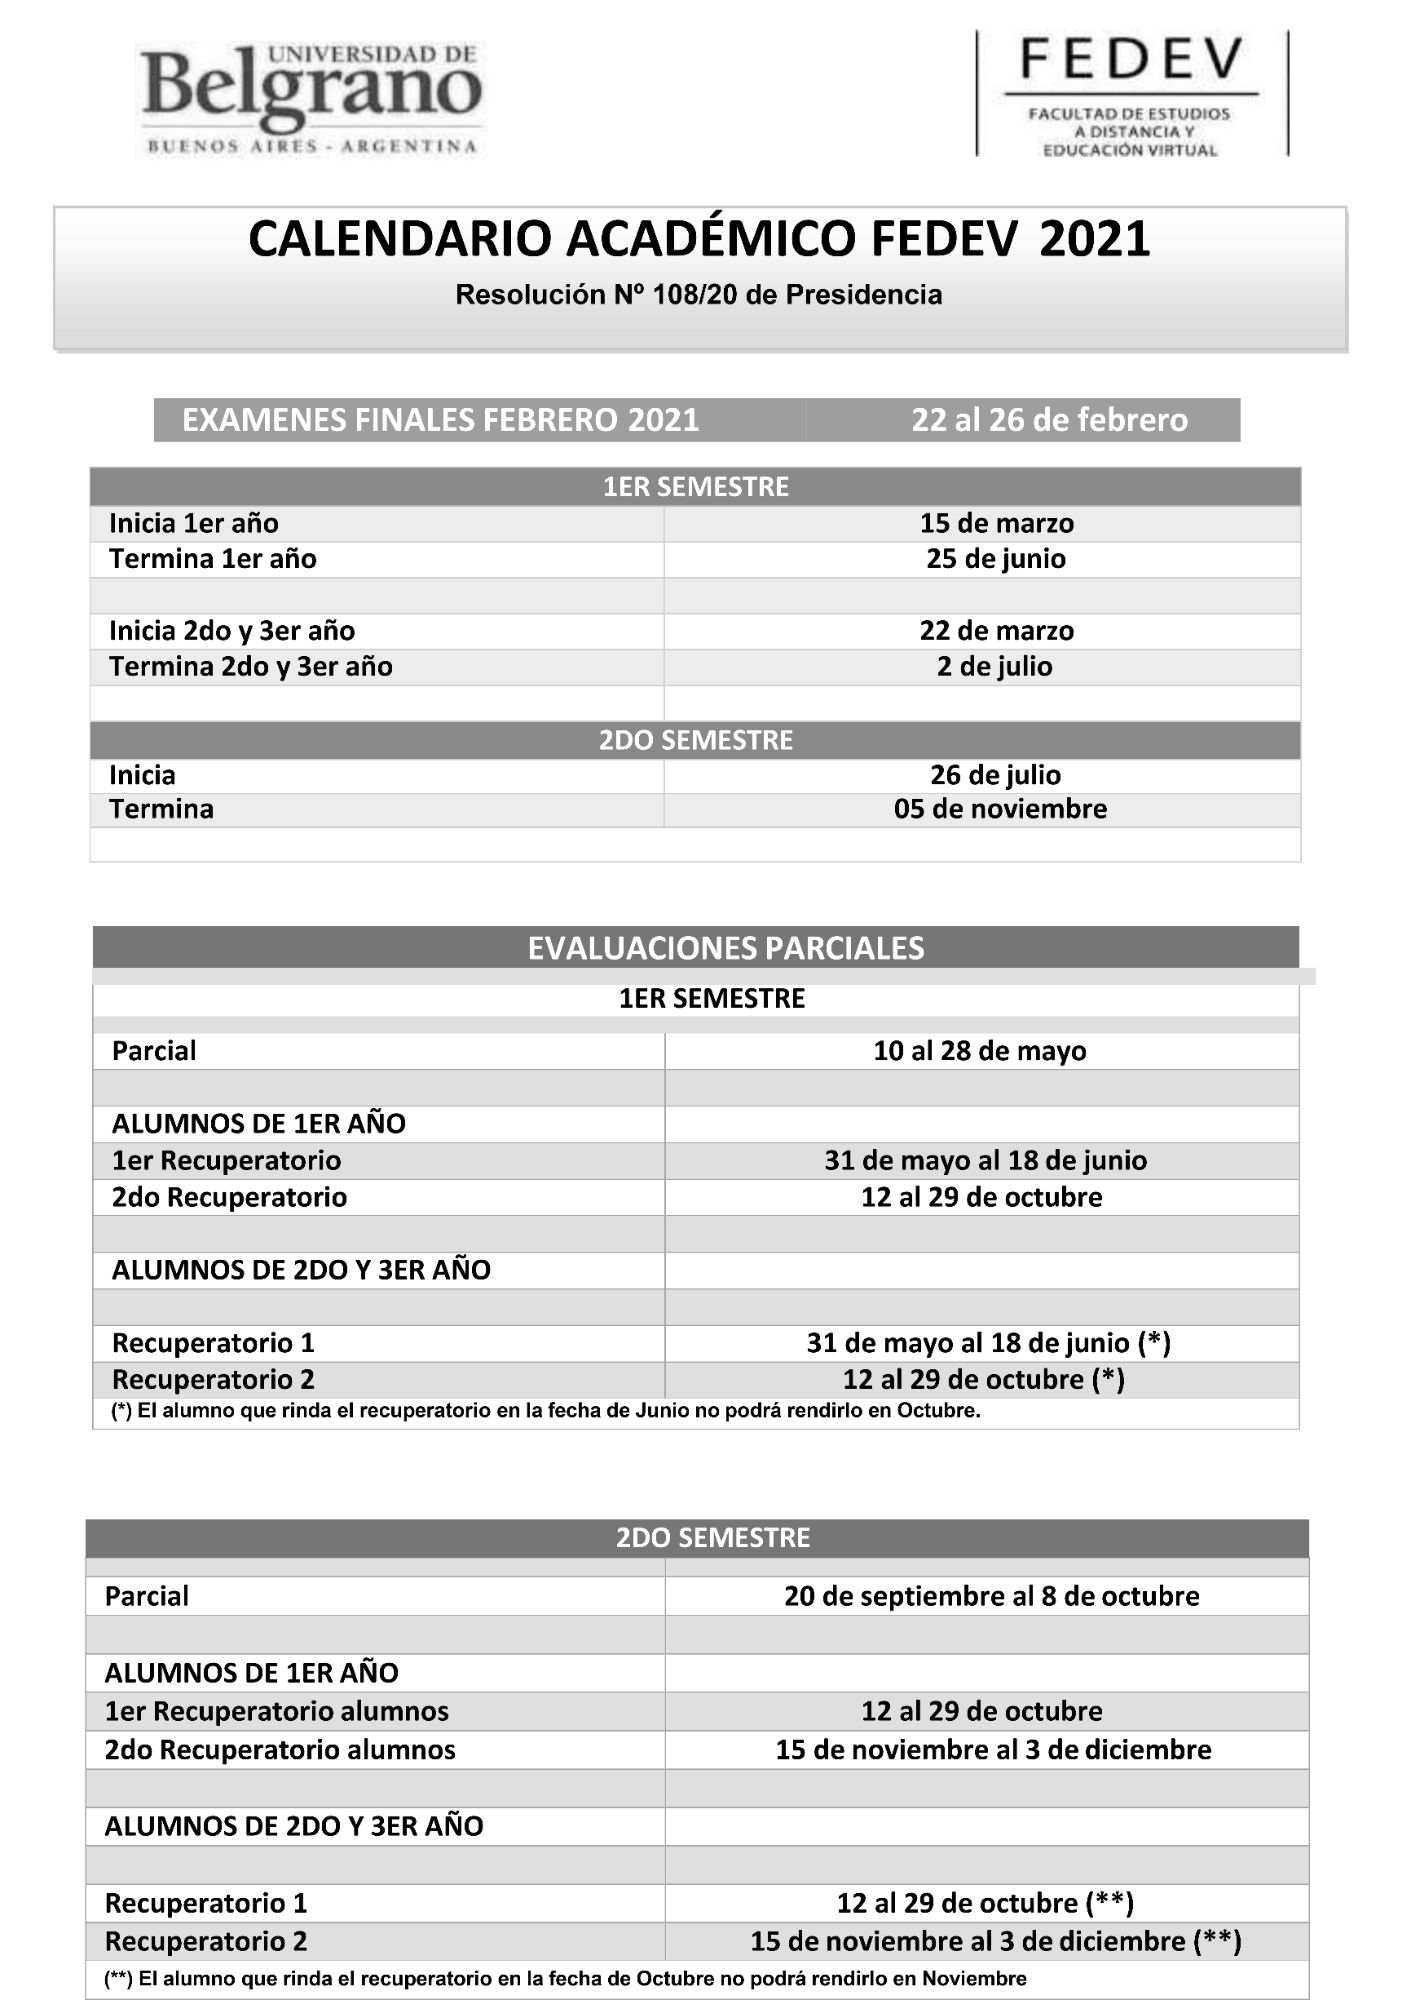 UNIVERSIDAD DE
Belgrano
BUENOS AIRES - ARGENTINA
FEDEV
FACULTAD DE ESTUDIOS
A DISTANCIA Y
EDUCACIÓN VIRTUAL
CALENDARIO ACADÉMICO FEDEV 2021
Resolución Nº 108/20 de Presidencia
EXAMENES FINALES FEBRERO 2021 22 al 26 de febrero
1ER SEMESTRE
Inicia 1er año 15 de marzo
Termina 1er año 25 de junio
Inicia 2do y 3er año 22 de marzo
Termina 2do y 3er año 2 de julio
2DO SEMESTRE
Inicia 26 de julio
Termina 05 de noviembre
EVALUACIONES PARCIALES
1ER SEMESTRE
Parcial 10 al 28 de mayo
ALUMNOS DE 1ER AÑO
1er Recuperatorio 31 de mayo al 18 de junio
2do Recuperatorio 12 al 29 de octubre
ALUMNOS DE 2DO Y 3ER AÑO
Recuperatorio 1 31 de mayo al 18 de junio (*)
Recuperatorio 2 12 al 29 de octubre (*)
(*) El alumno que rinda el recuperatorio en la fecha de Junio no podrá rendirlo en Octubre.
2DO SEMESTRE
Parcial 20 de septiembre al 8 de octubre
ALUMNOS DE 1ER AÑO
1er Recuperatorio alumnos 12 al 29 de octubre
2do Recuperatorio alumnos 15 de noviembre al 3 de diciembre
ALUMNOS DE 2DO Y 3ER AÑO
Recuperatorio 1 12 al 29 de octubre (**)
Recuperatorio 2 15 de noviembre al 3 de diciembre (**)
(**) El alumno que rinda el recuperatorio en la fecha de Octubre no podrá rendirlo en Noviembre